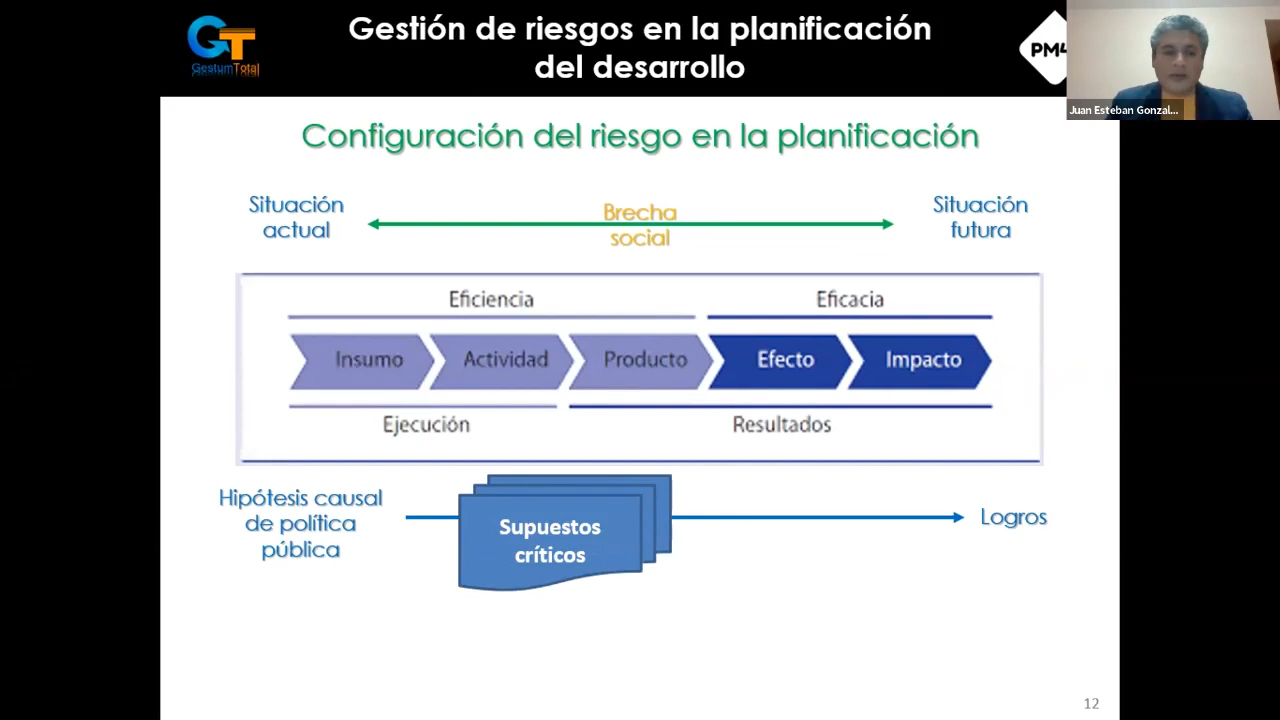 Gestión de riesgos en la planificación
del desarrollo
GT
GestumTotal
PM4
Juan Esteban Gonzal...
Configuración del riesgo en la planificación
Situación
actual
Brecha
social
Situación
futura
Eficiencia
Eficacia
Insumo
Actividad
Producto
Efecto
Impacto
Ejecución
Resultados
Hipótesis causal
de política
pública
Supuestos
críticos
Logros
12